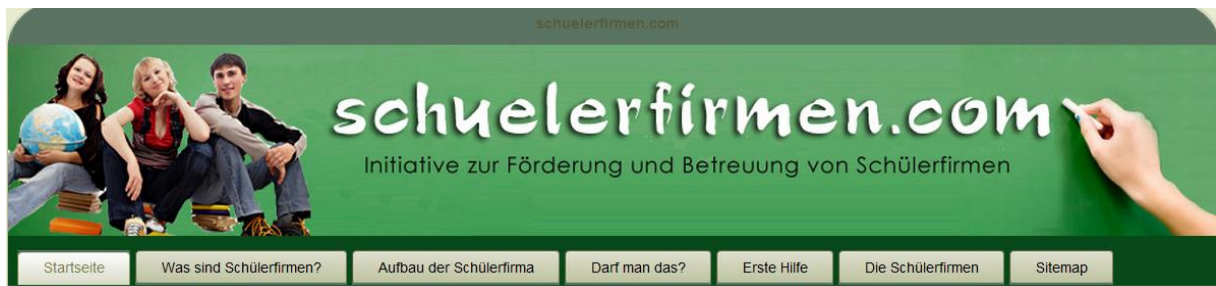 schuelerfirmen.com
schuelerfirmen.com
Initiative zur Förderung und Betreuung von Schülerfirmen
Startseite Was sind Schülerfirmen? Aufbau der Schülerfirma Darf man das? Erste Hilfe Die Schülerfirmen Sitemap